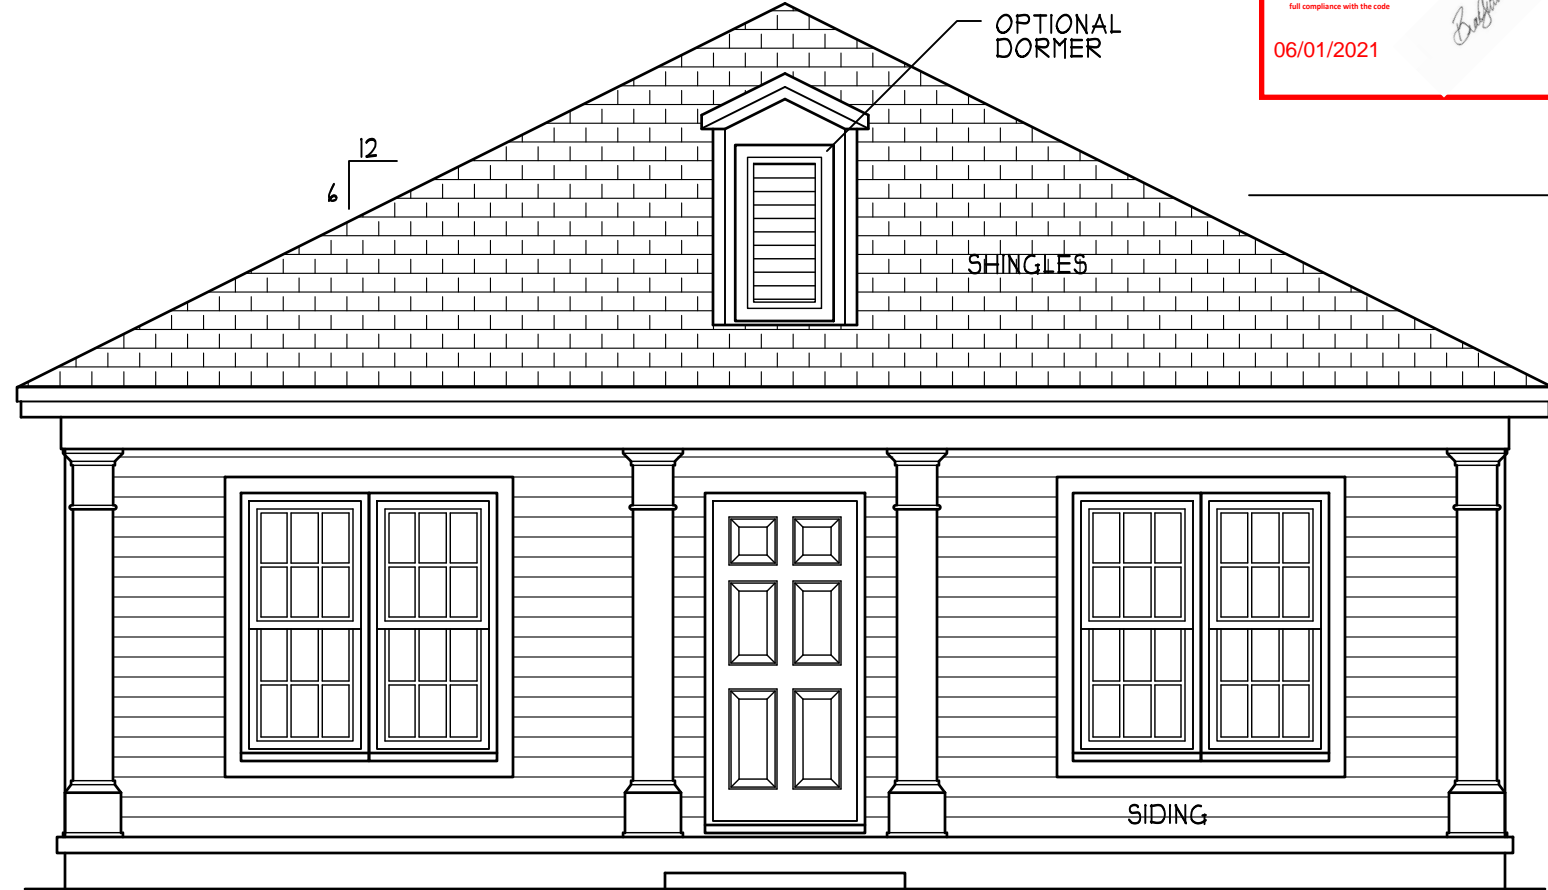 full compliance with the code
06/01/2021
OPTIONAL
DORMER
12
6
SHINGLES
SIDING